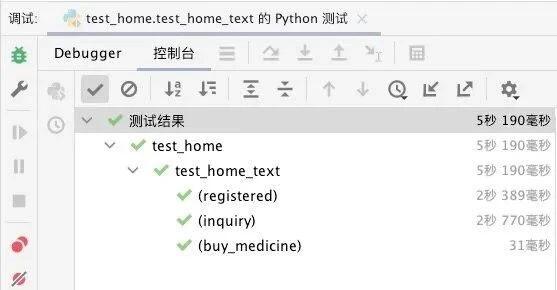 调试: test_home.test_home_text 的 Python 测试
Debugger 控制台
测试结果 5秒 190毫秒
test_home 5秒 190毫秒
test_home_text 5秒 190毫秒
(registered) 2秒 389毫秒
(inquiry) 2秒 770毫秒
(buy_medicine) 31毫秒